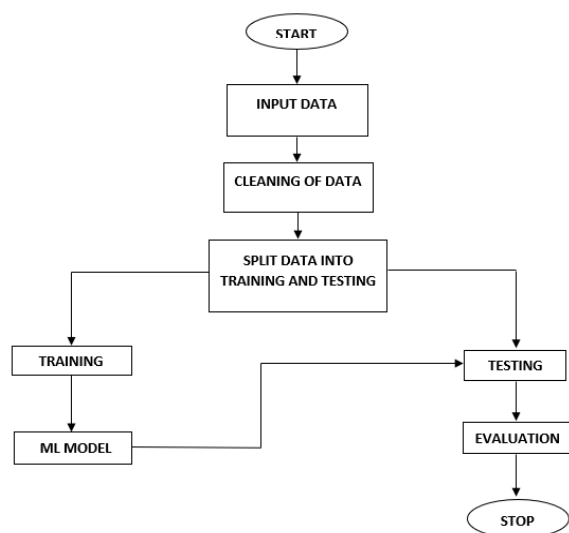 START
INPUT DATA
CLEANING OF DATA
SPLIT DATA INTO
TRAINING AND TESTING
TRAINING
TESTING
ML MODEL
EVALUATION
STOP